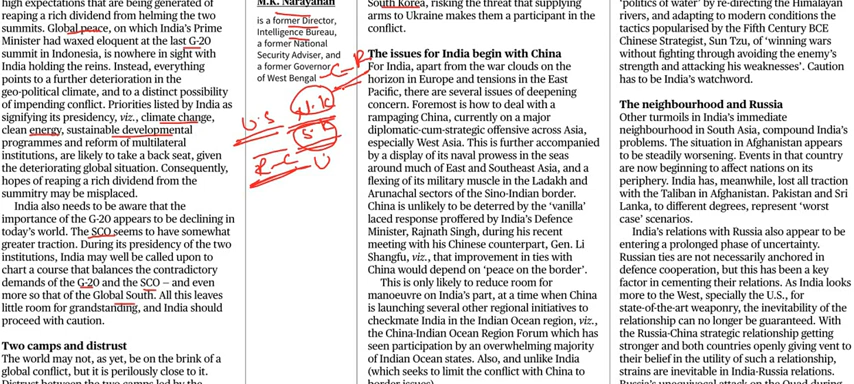 high expectations that are being generated of
reaping a rich dividend from helming the two
summits. Global peace, on which India's Prime
Minister had waxed eloquent at the last G-20
summit in Indonesia, is nowhere in sight with
India holding the reins. Instead, everything
points to a further deterioration in the
geo-political climate, and to a distinct possibility
of impending conflict. Priorities listed by India as
signifying its presidency, viz., climate change,
clean energy, sustainable developmental
programmes and reform of multilateral
institutions, are likely to take a back seat, given
the deteriorating global situation. Consequently,
hopes of reaping a rich dividend from the
summitry may be misplaced.
India also needs to be aware that the
importance of the G-20 appears to be declining in
today's world. The SCO seems to have somewhat
greater traction. During its presidency of the two
institutions, India may well be called upon to
chart a course that balances the contradictory
demands of the G-20 and the SCO – and even
more so that of the Global South. All this leaves
little room for grandstanding, and India should
proceed with caution.
Two camps and distrust
The world may not, as yet, be on the brink of a
global conflict, but it is perilously close to it.
Distrust between the two camps led by the
M.K. Narayanan
is a former Director,
Intelligence Bureau,
a former National
Security Adviser, and
a former Governor
of West Bengal
G-R
U.S
S.K
R-C
South Korea, risking the threat that supplying
arms to Ukraine makes them a participant in the
conflict.
The issues for India begin with China
For India, apart from the war clouds on the
horizon in Europe and tensions in the East
Pacific, there are several issues of deepening
concern. Foremost is how to deal with a
rampaging China, currently on a major
diplomatic-cum-strategic offensive across Asia,
especially West Asia. This is further accompanied
by a display of its naval prowess in the seas
around much of East and Southeast Asia, and a
flexing of its military muscle in the Ladakh and
Arunachal sectors of the Sino-Indian border.
China is unlikely to be deterred by the 'vanilla'
laced response proffered by India's Defence
Minister, Rajnath Singh, during his recent
meeting with his Chinese counterpart, Gen. Li
Shangfu, viz., that improvement in ties with
China would depend on 'peace on the border'.
This is only likely to reduce room for
manoeuvre on India's part, at a time when China
is launching several other regional initiatives to
checkmate India in the Indian Ocean region, viz.,
the China-Indian Ocean Region Forum which has
seen participation by an overwhelming majority
of Indian Ocean states. Also, and unlike India
(which seeks to limit the conflict with China to
border issues)
'politics of water' by re-directing the Himalayan
rivers, and adapting to modern conditions the
tactics popularised by the Fifth Century BCE
Chinese Strategist, Sun Tzu, of 'winning wars
without fighting through avoiding the enemy's
strength and attacking his weaknesses'. Caution
has to be India's watchword.
The neighbourhood and Russia
Other turmoils in India's immediate
neighbourhood in South Asia, compound India's
problems. The situation in Afghanistan appears
to be steadily worsening. Events in that country
are now beginning to affect nations on its
periphery. India has, meanwhile, lost all traction
with the Taliban in Afghanistan. Pakistan and Sri
Lanka, to different degrees, represent 'worst
case' scenarios.
India's relations with Russia also appear to be
entering a prolonged phase of uncertainty.
Russian ties are not necessarily anchored in
defence cooperation, but this has been a key
factor in cementing their relations. As India looks
more to the West, specially the U.S., for
state-of-the-art weaponry, the inevitability of the
relationship can no longer be guaranteed. With
the Russia-China strategic relationship getting
stronger and both countries openly giving vent to
their belief in the utility of such a relationship,
strains are inevitable in India-Russia relations.
Russia's unequivocal attack on the Quad during